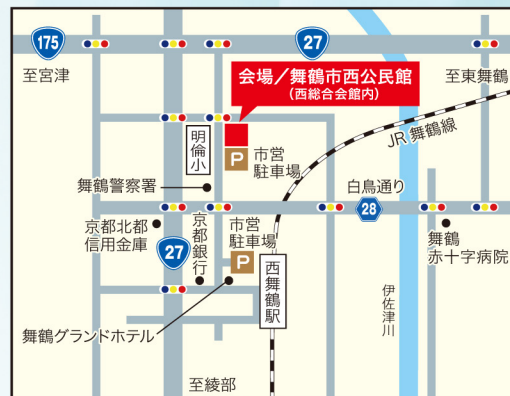 175
27
至宮津
会場／舞鶴市西公民館
（西総合会館内）
至東舞鶴
JR 舞鶴線
明倫小
P
市営
駐車場
舞鶴警察署
白鳥通り
28
京都北都
信用金庫
27
京都銀行
市営
駐車場
P
西舞鶴駅
舞鶴
赤十字病院
伊佐津川
舞鶴グランドホテル
至綾部